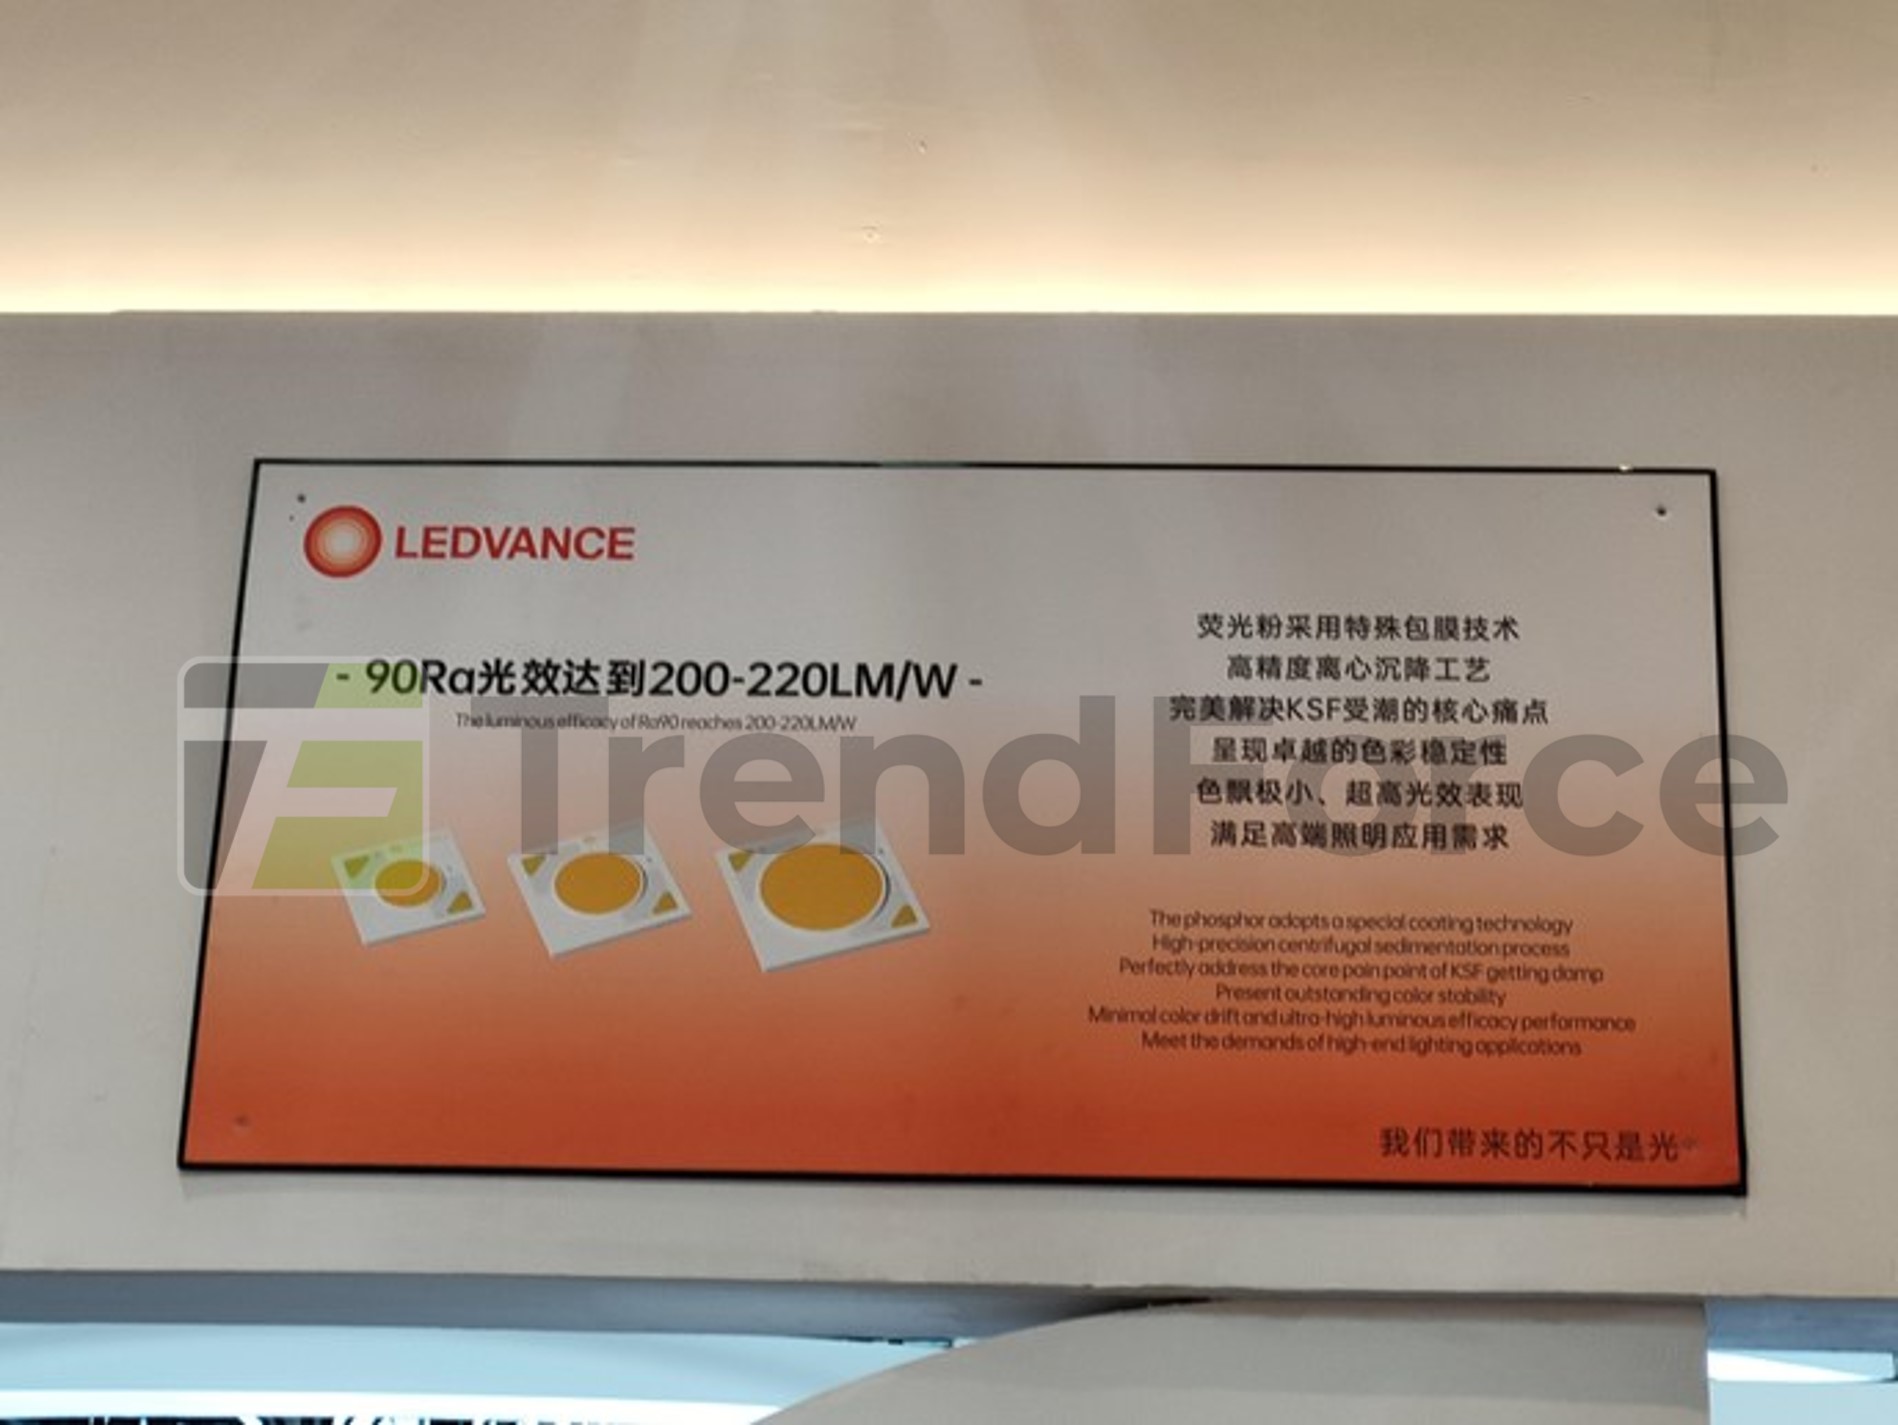 LEDVANCE
- 90Ra光效达到200-220LM/W -
The luminous efficacy of Ra90 reaches 200-220LM/W
荧光粉采用特殊包膜技术
高精度离心沉降工艺
完美解决KSF受潮的核心痛点
呈现卓越的色彩稳定性
色飘极小、超高光效表现
满足高端照明应用需求
The phosphor adopts a special coating technology
High-precision centrifugal sedimentation process
Perfectly address the core pain point of KSF getting damp
Present outstanding color stability
Minimal color drift and ultra-high luminous efficacy performance
Meet the demands of high-end lighting applications
我们带来的不只是光
TrendForce